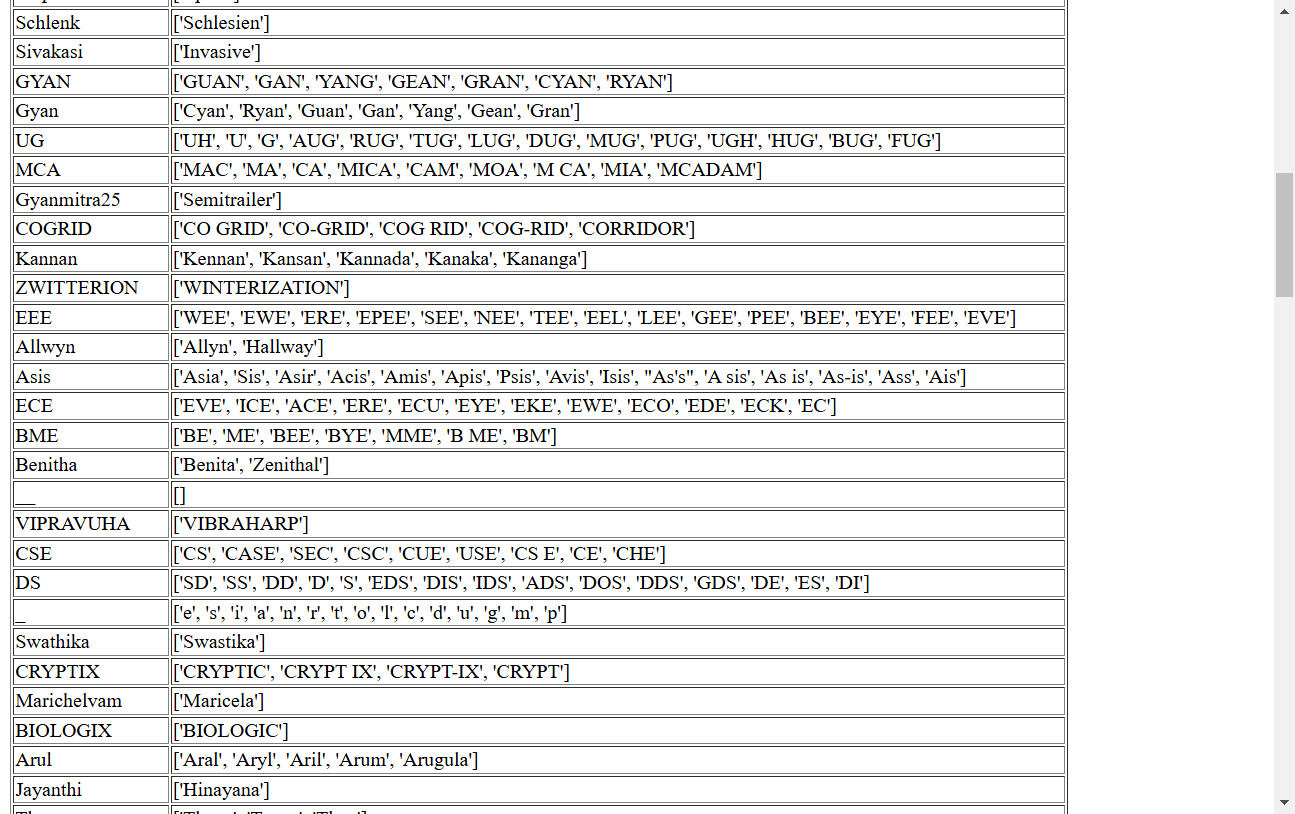 Schlenk ['Schlesien']
Sivakasi ['Invasive']
GYAN ['GUAN', 'GAN', 'YANG', 'GEAN', 'GRAN', 'CYAN', 'RYAN']
Gyan ['Cyan', 'Ryan', 'Guan', 'Gan', 'Yang', 'Gean', 'Gran']
UG ['UH', 'U', 'G', 'AUG', 'RUG', 'TUG', 'LUG', 'DUG', 'MUG', 'PUG', 'UGH', 'HUG', 'BUG', 'FUG']
MCA ['MAC', 'MA', 'CA', 'MICA', 'CAM', 'MOA', 'M CA', 'MIA', 'MCADAM']
Gyanmitra25 ['Semitrailer']
COGRID ['CO GRID', 'CO-GRID', 'COG RID', 'COG-RID', 'CORRIDOR']
Kannan ['Kennan', 'Kansan', 'Kannada', 'Kanaka', 'Kananga']
ZWITTERION ['WINTERIZATION']
EEE ['WEE', 'EWE', 'ERE', 'EPEE', 'SEE', 'NEE', 'TEE', 'EEL', 'LEE', 'GEE', 'PEE', 'BEE', 'EYE', 'FEE', 'EVE']
Allwyn ['Allyn', 'Hallway']
Asis ['Asia', 'Sis', 'Asir', 'Acis', 'Amis', 'Apis', 'Psis', 'Avis', 'Isis', "As's", 'A sis', 'As is', 'As-is', 'Ass', 'Ais']
ECE ['EVE', 'ICE', 'ACE', 'ERE', 'ECU', 'EYE', 'EKE', 'EWE', 'ECO', 'EDE', 'ECK', 'EC']
BME ['BE', 'ME', 'BEE', 'BYE', 'MME', 'B ME', 'BM']
Benitha ['Benita', 'Zenithal']
__ []
VIPRAVUHA ['VIBRAHARP']
CSE ['CS', 'CASE', 'SEC', 'CSC', 'CUE', 'USE', 'CS E', 'CE', 'CHE']
DS ['SD', 'SS', 'DD', 'D', 'S', 'EDS', 'DIS', 'IDS', 'ADS', 'DOS', 'DDS', 'GDS', 'DE', 'ES', 'DI']
_ ['e', 's', 'i', 'a', 'n', 'r', 't', 'o', 'l', 'c', 'd', 'u', 'g', 'm', 'p']
Swathika ['Swastika']
CRYPTIX ['CRYPTIC', 'CRYPT IX', 'CRYPT-IX', 'CRYPT']
Marichelvam ['Maricela']
BIOLOGIX ['BIOLOGIC']
Arul ['Aral', 'Aryl', 'Aril', 'Arum', 'Arugula']
Jayanthi ['Hinayana']